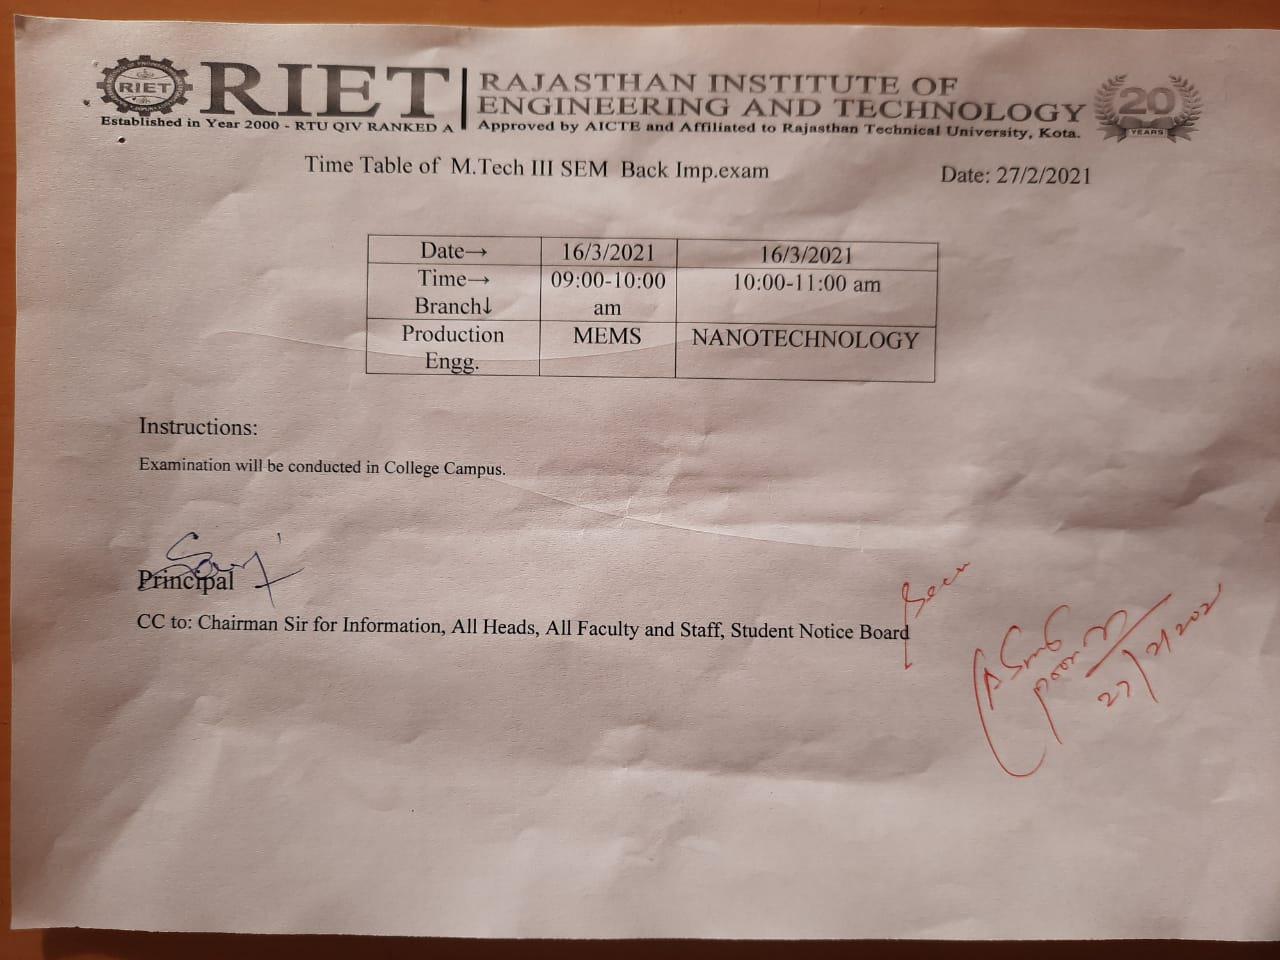 RIET
RIET
RAJASTHAN INSTITUTE OF
ENGINEERING AND TECHNOLOGY
Established in Year 2000 - RTU QIV RANKED A
Approved by AICTE and Affiliated to Rajasthan Technical University, Kota.
20
YEARS
Time Table of M.Tech III SEM Back Imp.exam
Date: 27/2/2021
Date→ 16/3/2021 16/3/2021
Time→ 09:00-10:00 10:00-11:00 am
Branch↓ am
Production MEMS NANOTECHNOLOGY
Engg.
Instructions:
Examination will be conducted in College Campus.
Principal
CC to: Chairman Sir for Information, All Heads, All Faculty and Staff, Student Notice Board